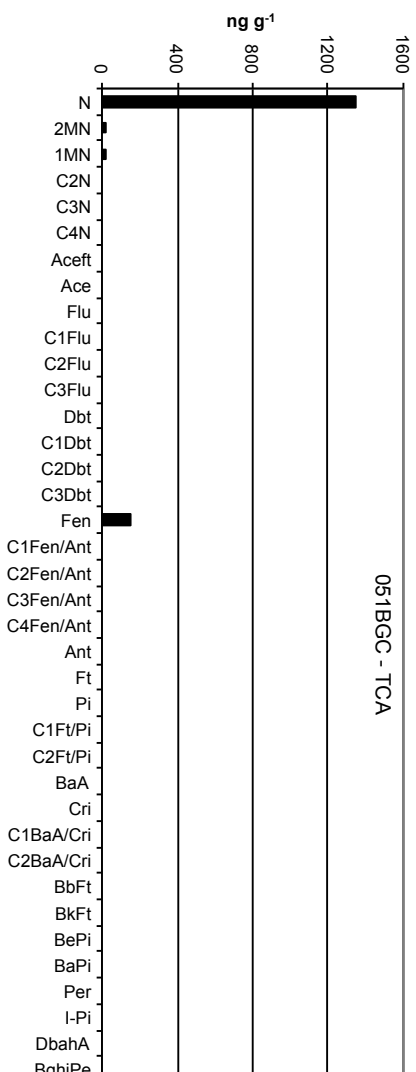 ng g-1
0
400
800
1200
1600
N
2MN
1MN
C2N
C3N
C4N
Aceft
Ace
Flu
C1Flu
C2Flu
C3Flu
Dbt
C1Dbt
C2Dbt
C3Dbt
Fen
C1Fen/Ant
C2Fen/Ant
C3Fen/Ant
C4Fen/Ant
Ant
Ft
Pi
C1Ft/Pi
C2Ft/Pi
BaA
Cri
C1BaA/Cri
C2BaA/Cri
BbFt
BkFt
BePi
BaPi
Per
I-Pi
DbahA
BghiPe
051BGC - TCA